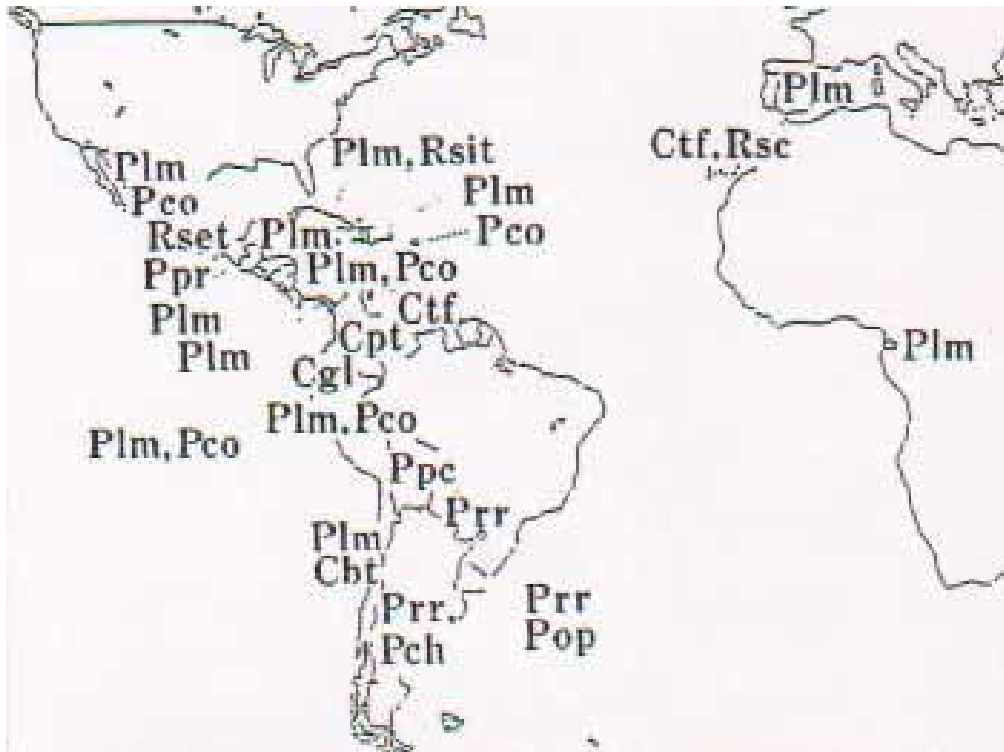 Plm
Plm, Rsit
Ctf, Rsc
Plm
Pco
Plm
Pco
Rset
Plm
Ppr
Plm, Pco
Plm
Ctf
Plm
Cpt
Plm
Cgl
Plm, Pco
Plm, Pco
Ppc
Prr
Plm
Cht
Prr
Prr
Pop
Pch